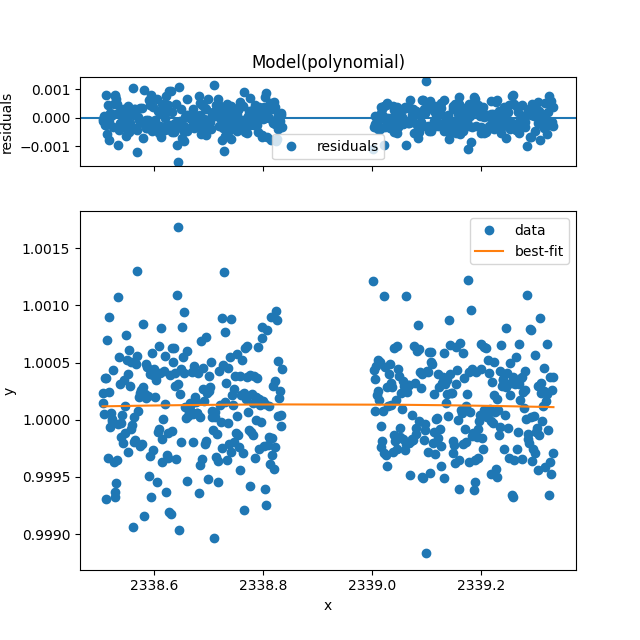 Model(polynomial)
0.001
0.000
−0.001
residuals
residuals
data
best-fit
1.0015
1.0010
1.0005
1.0000
0.9995
0.9990
y
2338.6
2338.8
2339.0
2339.2
x